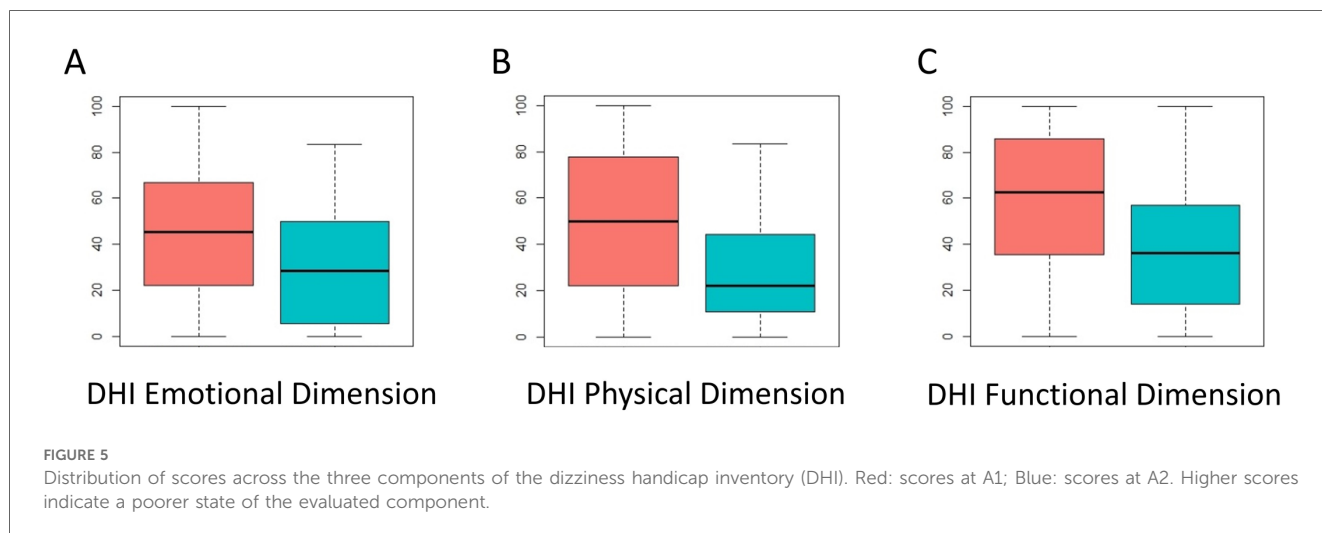 A
B
C
100
80
60
40
20
0
100
80
60
40
20
0
100
80
60
40
20
0
DHI Emotional Dimension
DHI Physical Dimension
DHI Functional Dimension
FIGURE 5
Distribution of scores across the three components of the dizziness handicap inventory (DHI). Red: scores at A1; Blue: scores at A2. Higher scores
indicate a poorer state of the evaluated component.